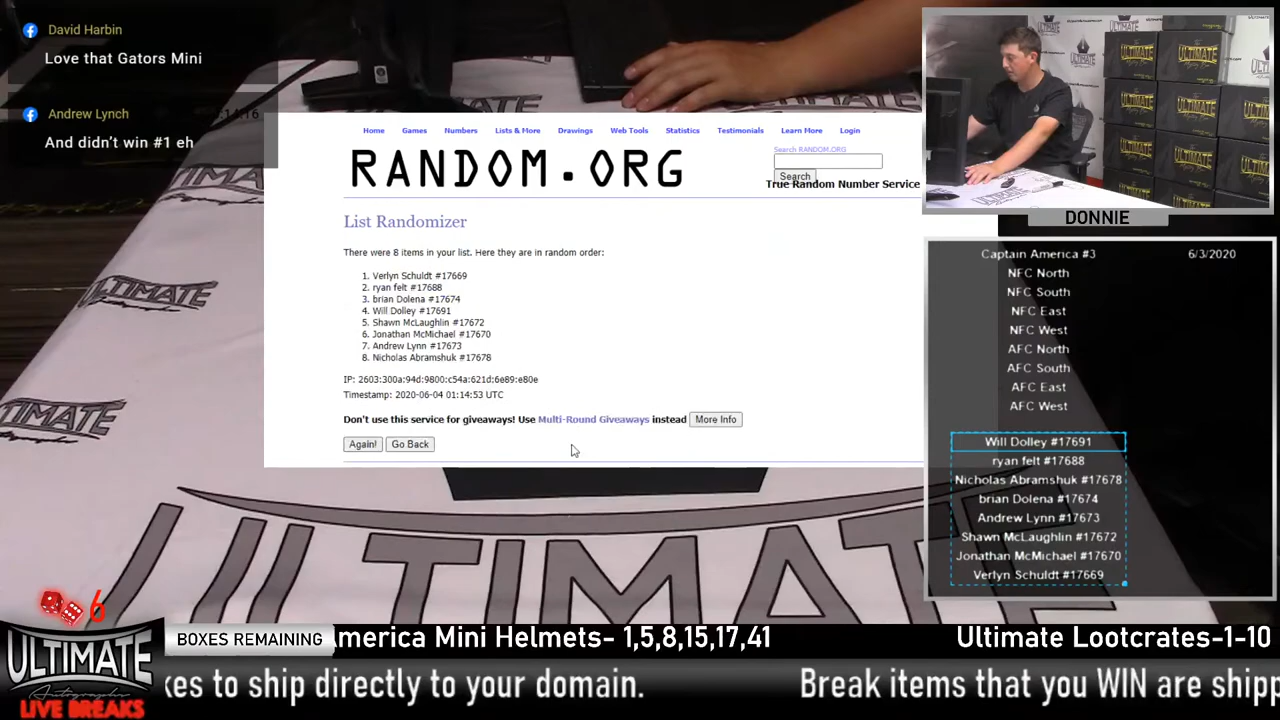 David Harbin
Love that Gators Mini
Andrew Lynch
And didn't win #1 eh
Home Games Numbers Lists & More Drawings Web Tools Statistics Testimonials Learn More Login
RANDOM.ORG
Search RANDOM.ORG
Search
True Random Number Service
List Randomizer
There were 8 items in your list. Here they are in random order:
1. Verlyn Schuldt #17669
2. ryan felt #17688
3. brian Dolena #17674
4. Will Dolley #17691
5. Shawn McLaughlin #17672
6. Jonathan McMichael #17670
7. Andrew Lynn #17673
8. Nicholas Abramshuk #17678
IP: 2603:300a:94d:9800:c54a:621d:6e89:e80e
Timestamp: 2020-06-04 01:14:53 UTC
Don't use this service for giveaways! Use Multi-Round Giveaways instead More Info
Again! Go Back
DONNIE
Captain America #3 6/3/2020
NFC North
NFC South
NFC East
NFC West
AFC North
AFC South
AFC East
AFC West
Will Dolley #17691
ryan felt #17688
Nicholas Abramshuk #17678
brian Dolena #17674
Andrew Lynn #17673
Shawn McLaughlin #17672
Jonathan McMichael #17670
Verlyn Schuldt #17669
ULTIMATE
ULTIMATE
ULTIMATE
6
ULTIMATE
Autographs
LIVE BREAKS
BOXES REMAINING
merica Mini Helmets- 1,5,8,15,17,41 Ultimate Lootcrates-1-10
xes to ship directly to your domain. Break items that you WIN are shipp